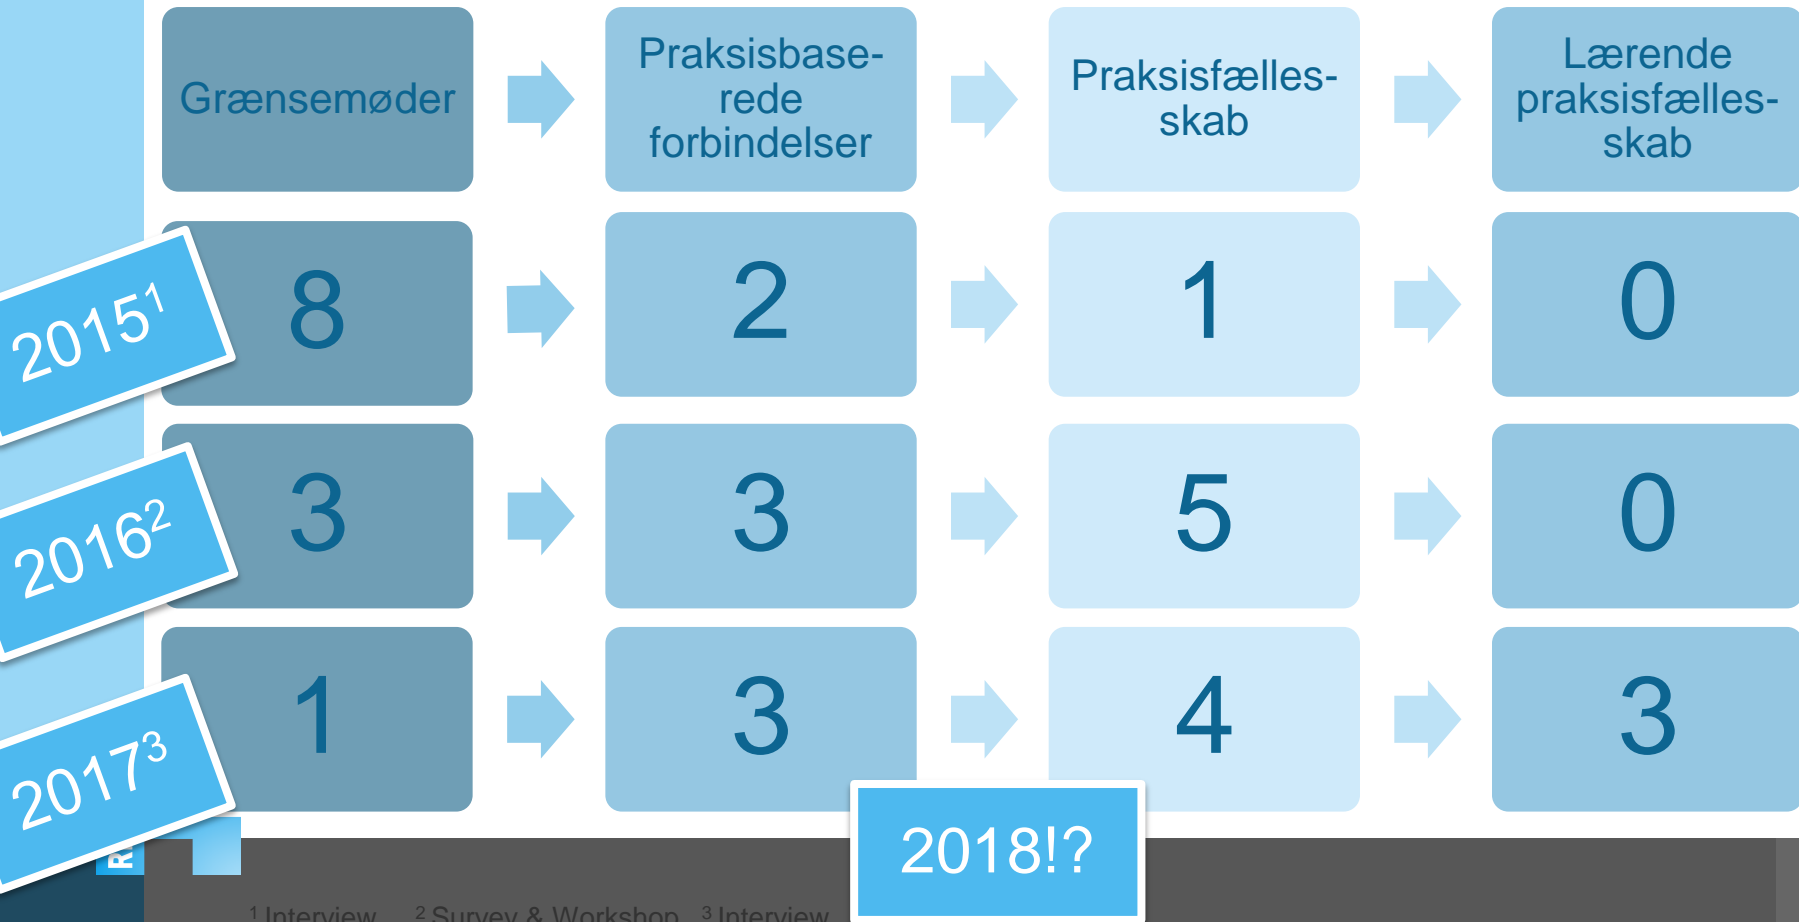 Grænsemøder
Praksisbase-
rede
forbindelser
Praksisfælles-
skab
Lærende
praksisfælles-
skab
2015¹
8
2
1
0
2016²
3
3
5
0
2017³
1
3
4
3
2018!?
¹ Interview ² Survey & Workshop ³ Interview